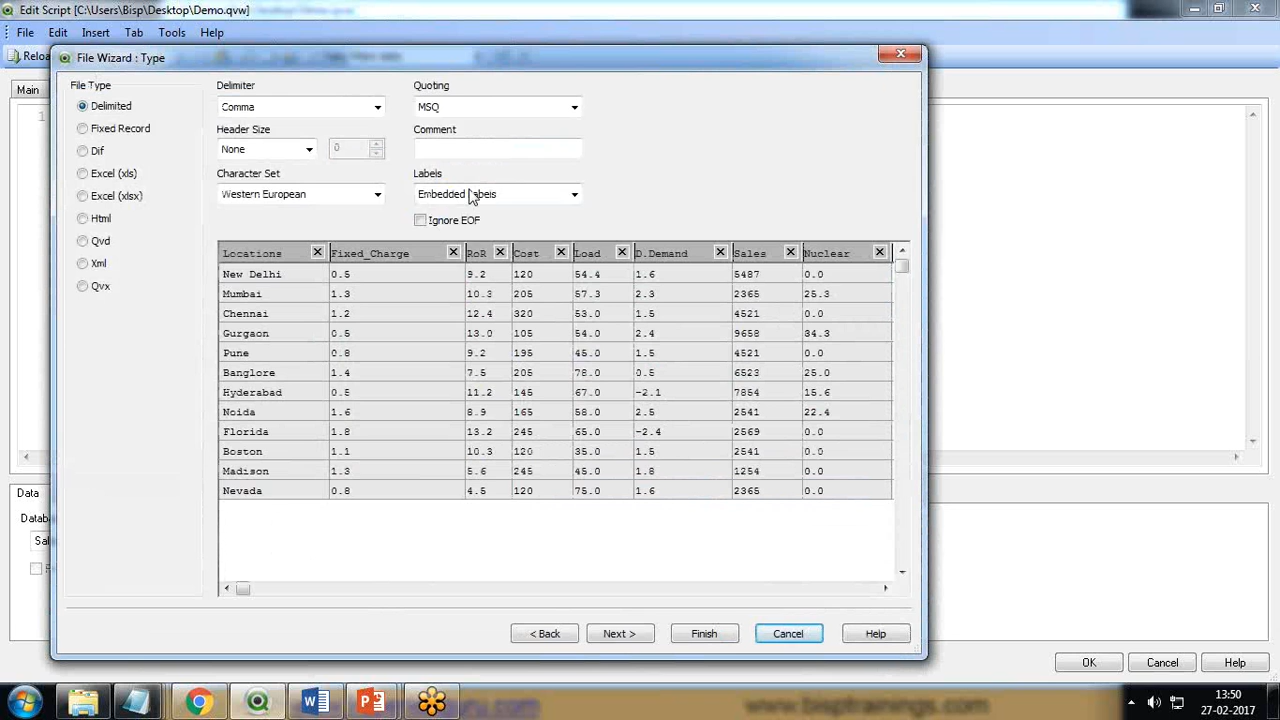 Edit Script [C:\Users\Bisp\Desktop\Demo.qvw]
File Edit Insert Tab Tools Help
Reloa
File Wizard : Type
Main
1
File Type
Delimited
Fixed Record
Dif
Excel (xls)
Excel (xlsx)
Html
Qvd
Xml
Qvx
Delimiter Quoting
Comma MSQ
Header Size Comment
None 0
Character Set Labels
Western European Embedded Labels
Ignore EOF
Locations Fixed_Charge RoR Cost Load D.Demand Sales Nuclear
New Delhi 0.5 9.2 120 54.4 1.6 5487 0.0
Mumbai 1.3 10.3 205 57.3 2.3 2365 25.3
Chennai 1.2 12.4 320 53.0 1.5 4521 0.0
Gurgaon 0.5 13.0 105 54.0 2.4 9658 34.3
Pune 0.8 9.2 195 45.0 1.5 4521 0.0
Banglore 1.4 7.5 205 78.0 0.5 6523 25.0
Hyderabad 0.5 11.2 145 67.0 -2.1 7854 15.6
Noida 1.6 8.9 165 58.0 2.5 2541 22.4
Florida 1.8 13.2 245 65.0 -2.4 2569 0.0
Boston 1.1 10.3 120 35.0 1.5 2541 0.0
Madison 1.3 5.6 245 45.0 1.8 1254 0.0
Nevada 0.8 4.5 120 75.0 1.6 2365 0.0
Data
Databa
Sal
< Back Next > Finish Cancel Help
OK Cancel Help
www.bisptrainings.com
13:50
27-02-2017